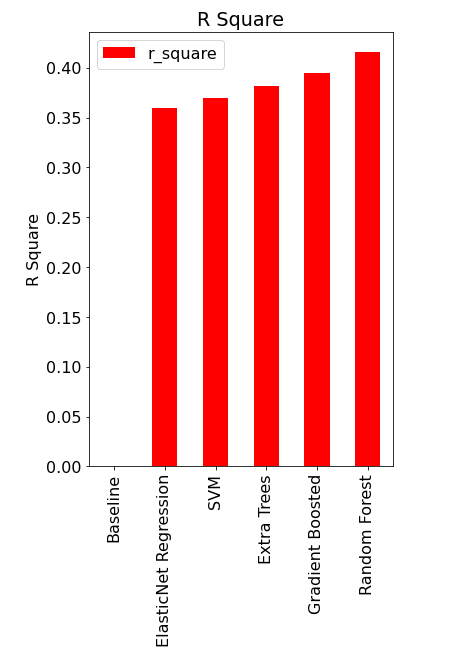 R Square
r_square
R Square
0.40
0.35
0.30
0.25
0.20
0.15
0.10
0.05
0.00
Baseline
ElasticNet Regression
SVM
Extra Trees
Gradient Boosted
Random Forest